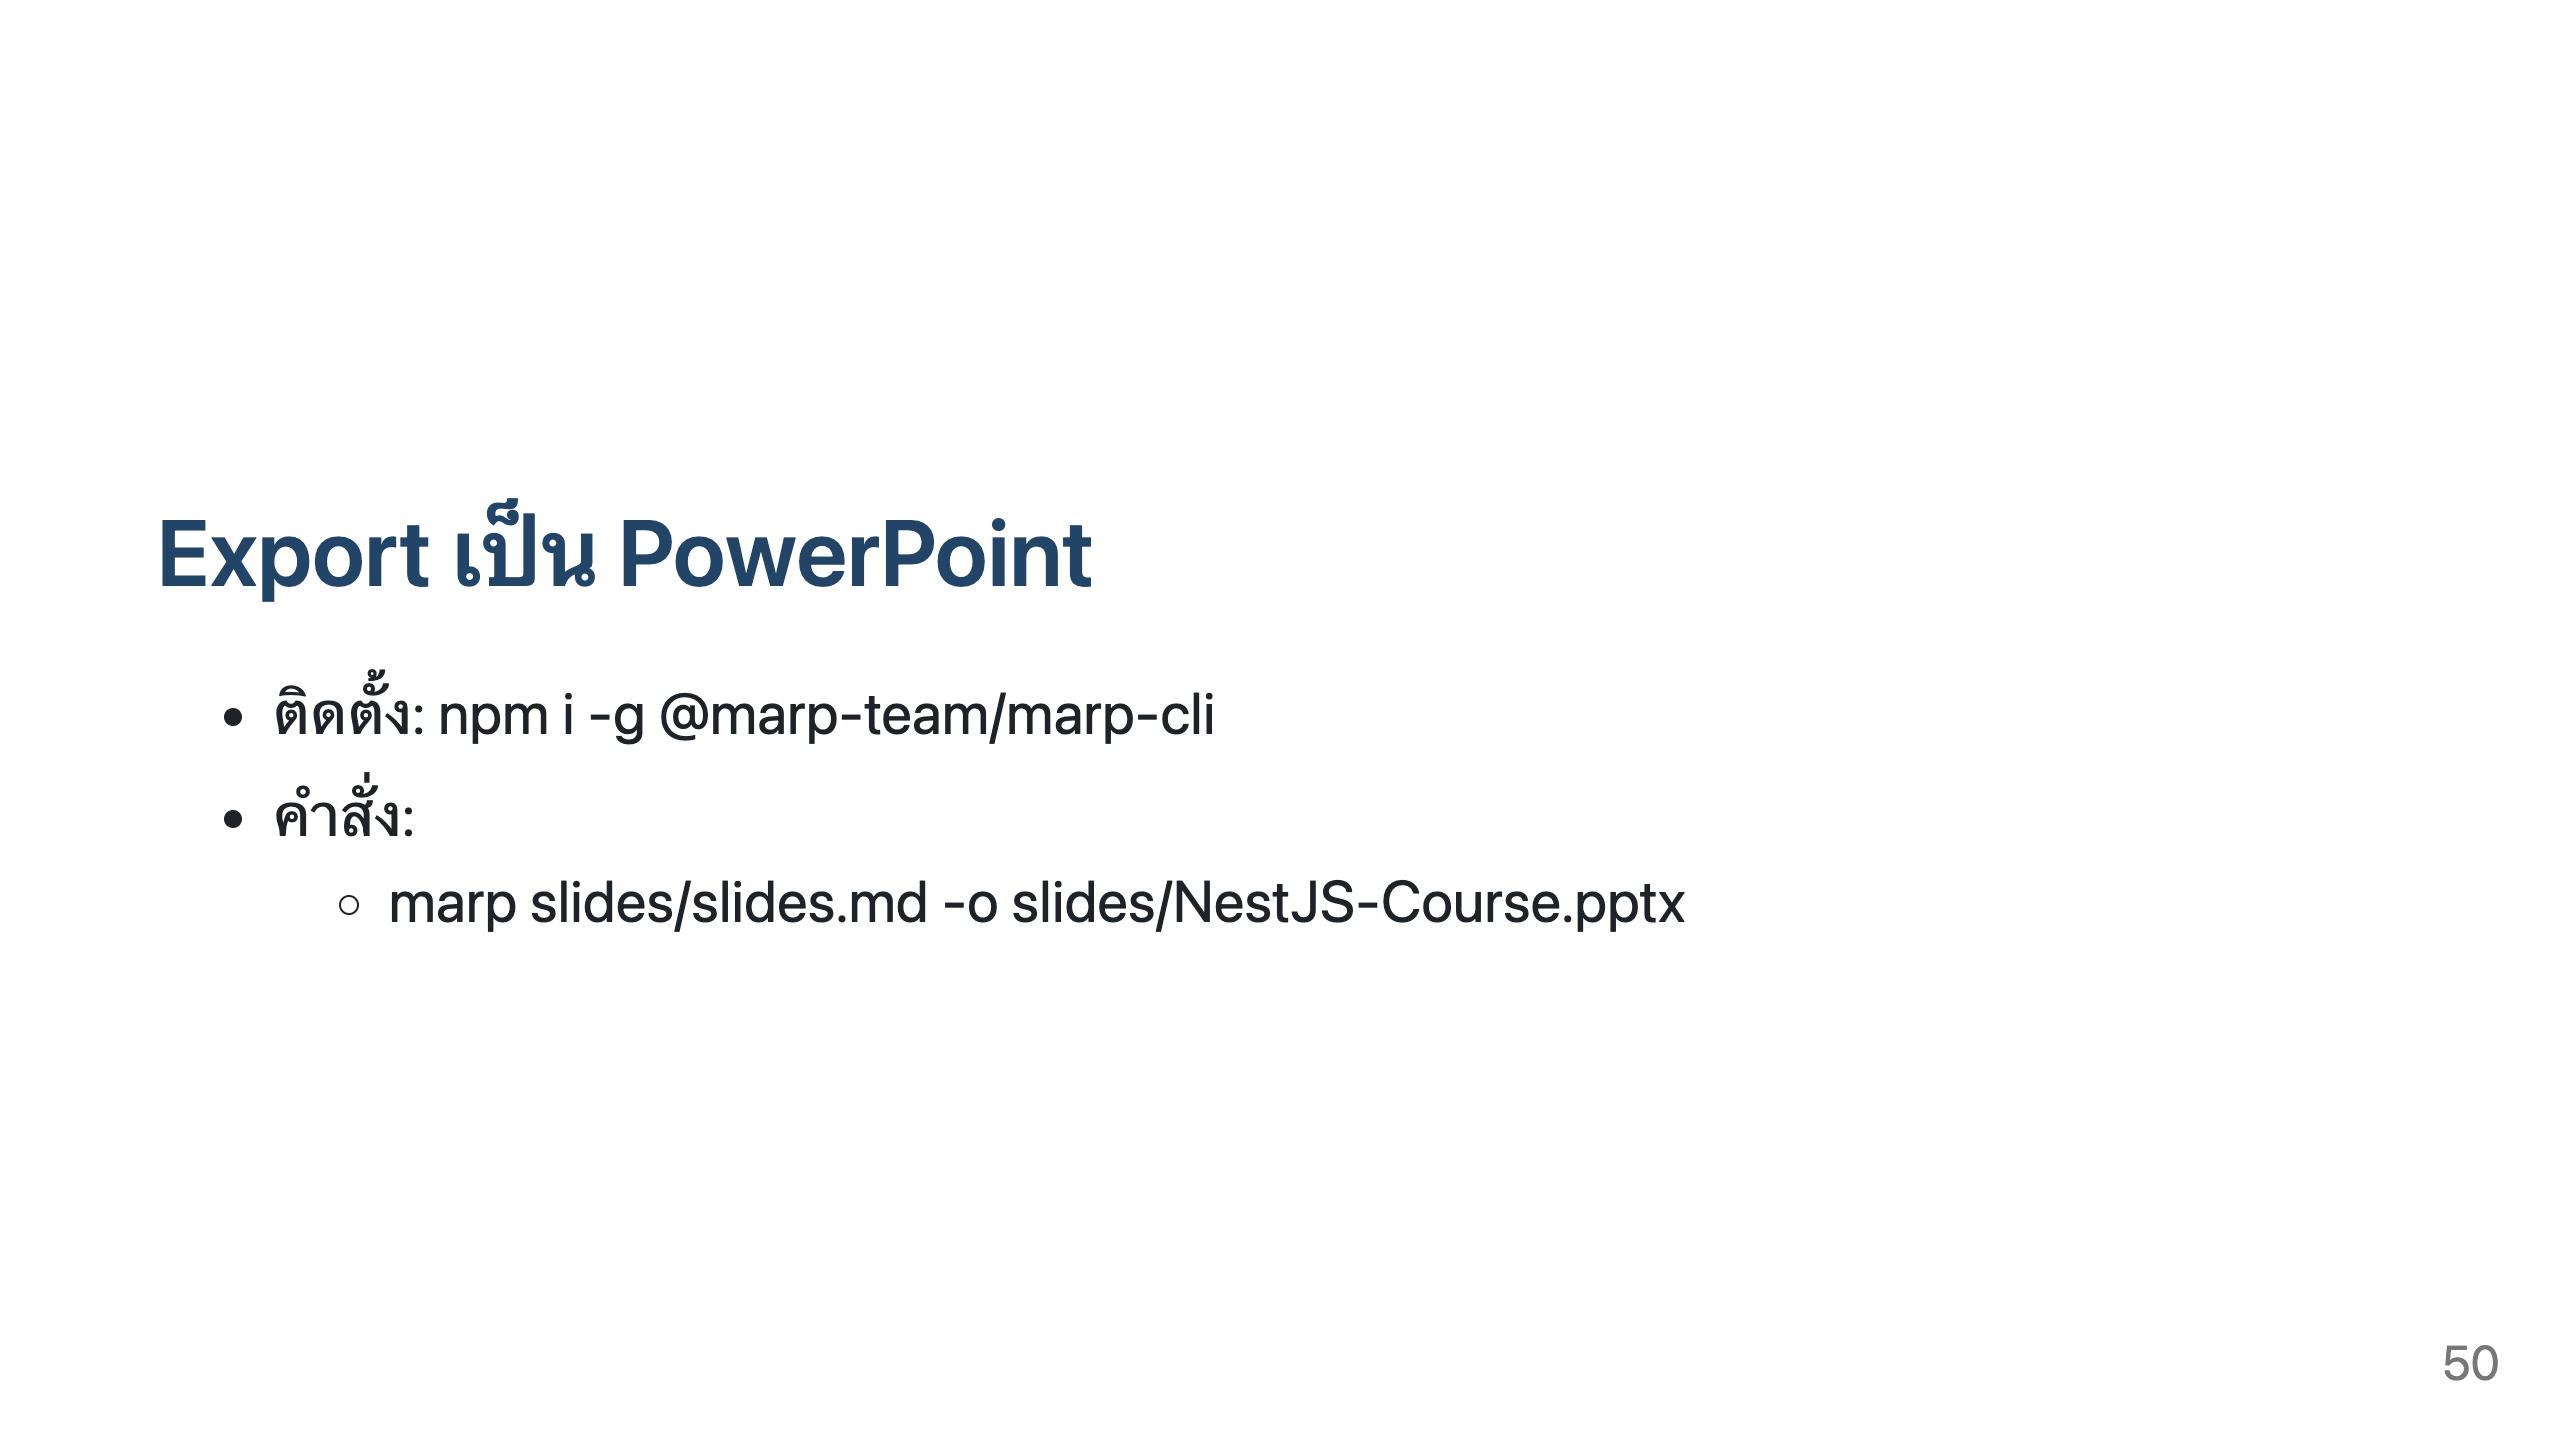 Export เป็น PowerPoint
ติดตั้ง: npm i -g @marp-team/marp-cli
คำสั่ง:
marp slides/slides.md -o slides/NestJS-Course.pptx
50